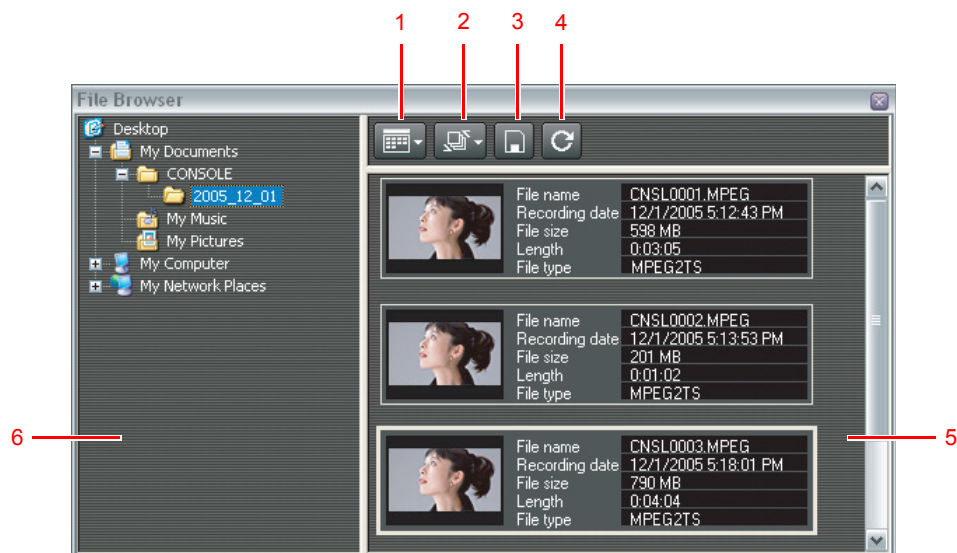 1 2 3 4
File Browser
Desktop
My Documents
CONSOLE
2005_12_01
My Music
My Pictures
My Computer
My Network Places
File name CNSL0001.MPEG
Recording date 12/1/2005 5:12:43 PM
File size 598 MB
Length 0:03:05
File type MPEG2TS
File name CNSL0002.MPEG
Recording date 12/1/2005 5:13:53 PM
File size 201 MB
Length 0:01:02
File type MPEG2TS
File name CNSL0003.MPEG
Recording date 12/1/2005 5:18:01 PM
File size 790 MB
Length 0:04:04
File type MPEG2TS
6
5